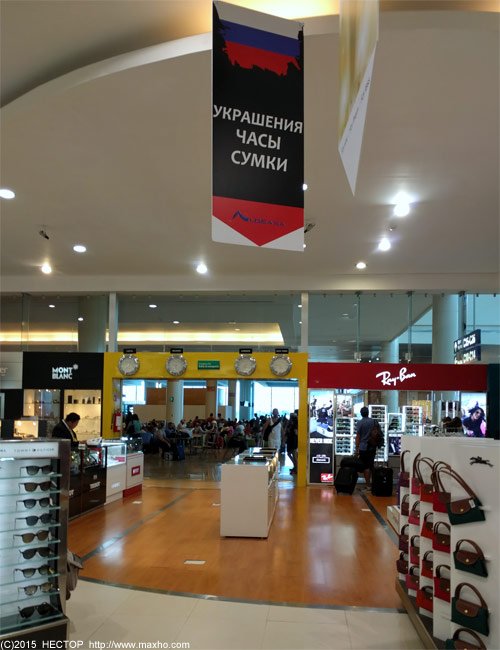 УКРАШЕНИЯ
ЧАСЫ
СУМКИ
MONT
BLANC
Ray-Ban
TOMMY HILFIGER
(C)2015 НЕСТОР http://www.maxho.com